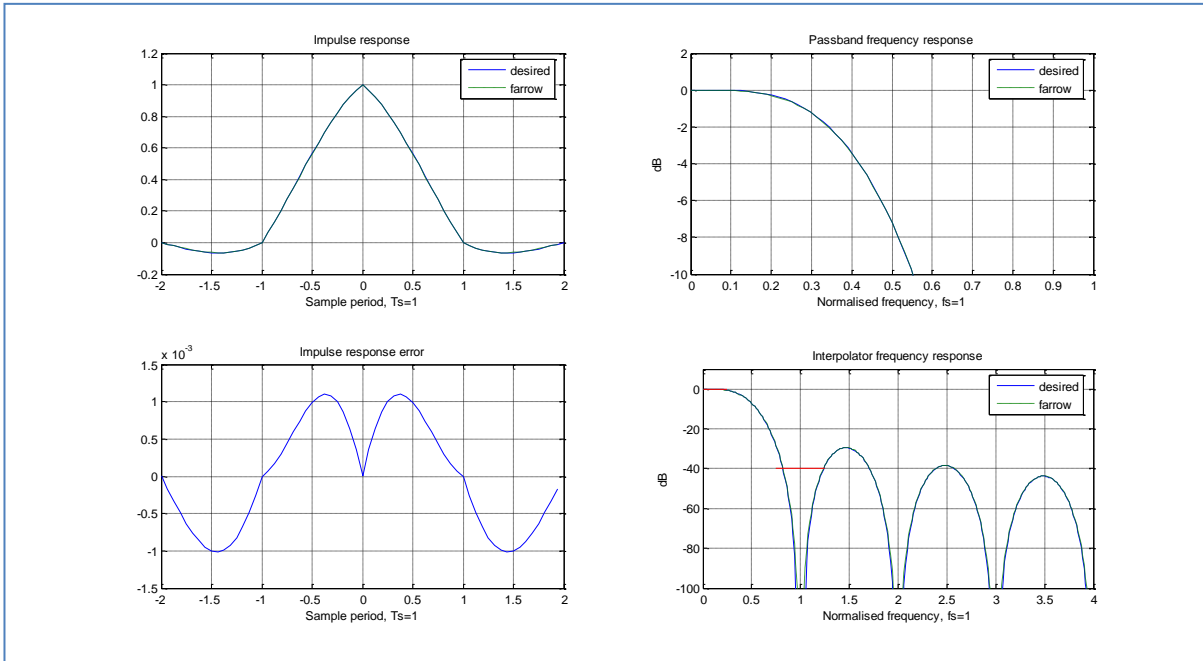 Impulse response
1.2
1
0.8
0.6
0.4
0.2
0
-0.2
-2 -1.5 -1 -0.5 0 0.5 1 1.5 2
Sample period, Ts=1
desired
farrow
Passband frequency response
2
0
-2
-4
-6
-8
-10
dB
0 0.1 0.2 0.3 0.4 0.5 0.6 0.7 0.8 0.9 1
Normalised frequency, fs=1
desired
farrow
Impulse response error
x 10-3
1.5
1
0.5
0
-0.5
-1
-1.5
-2 -1.5 -1 -0.5 0 0.5 1 1.5 2
Sample period, Ts=1
Interpolator frequency response
0
-20
-40
-60
-80
-100
dB
0 0.5 1 1.5 2 2.5 3 3.5 4
Normalised frequency, fs=1
desired
farrow